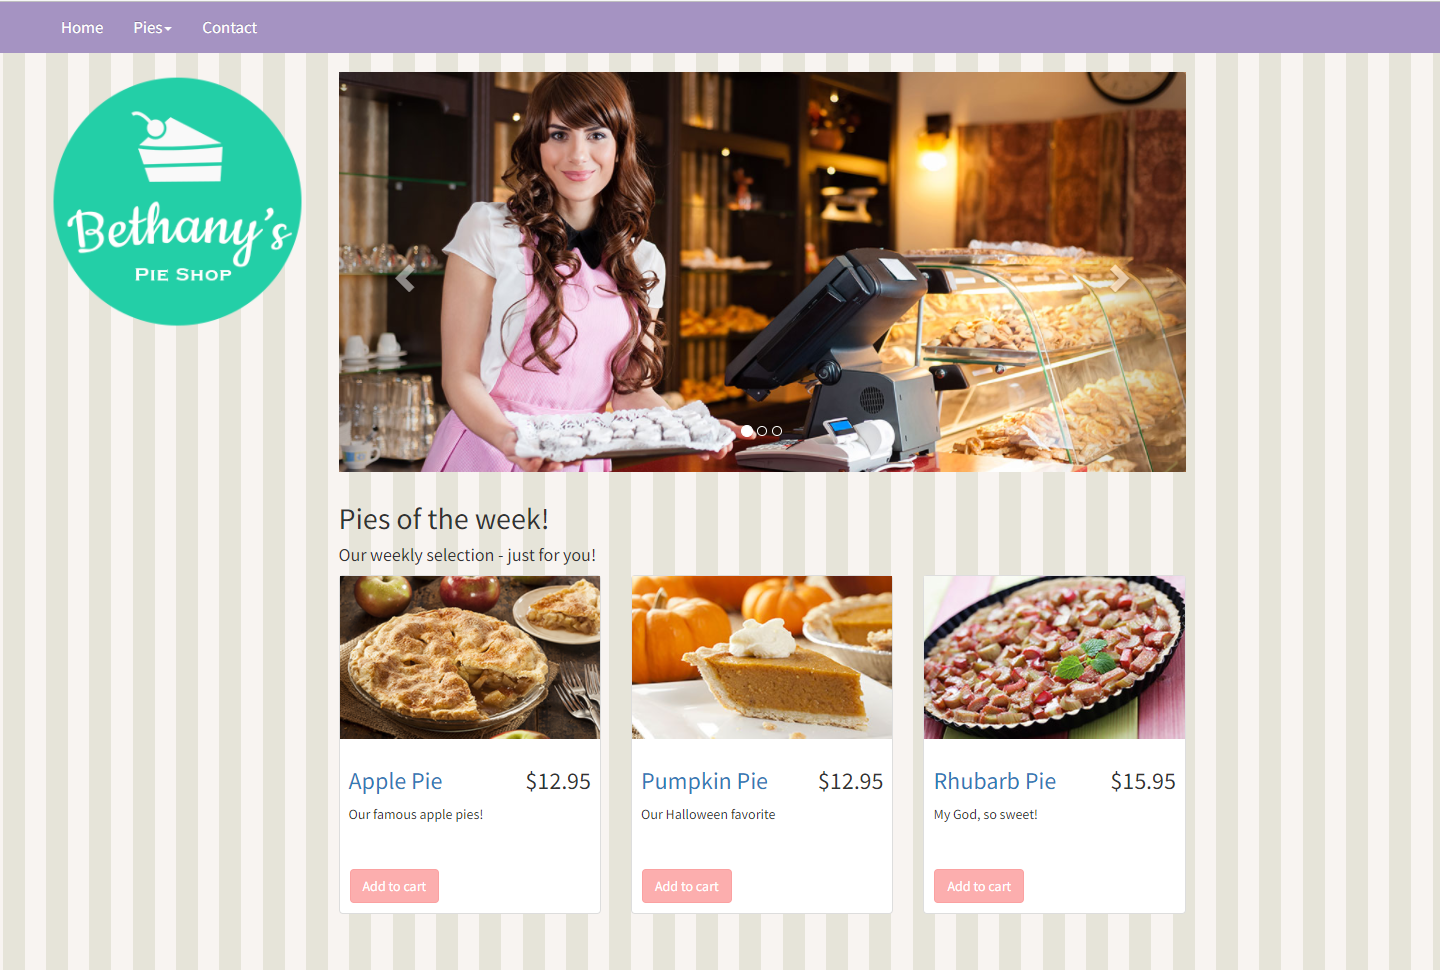 Home Pies Contact
Bethany's
PIE SHOP
Pies of the week!
Our weekly selection - just for you!
Apple Pie $12.95
Our famous apple pies!
Add to cart
Pumpkin Pie $12.95
Our Halloween favorite
Add to cart
Rhubarb Pie $15.95
My God, so sweet!
Add to cart